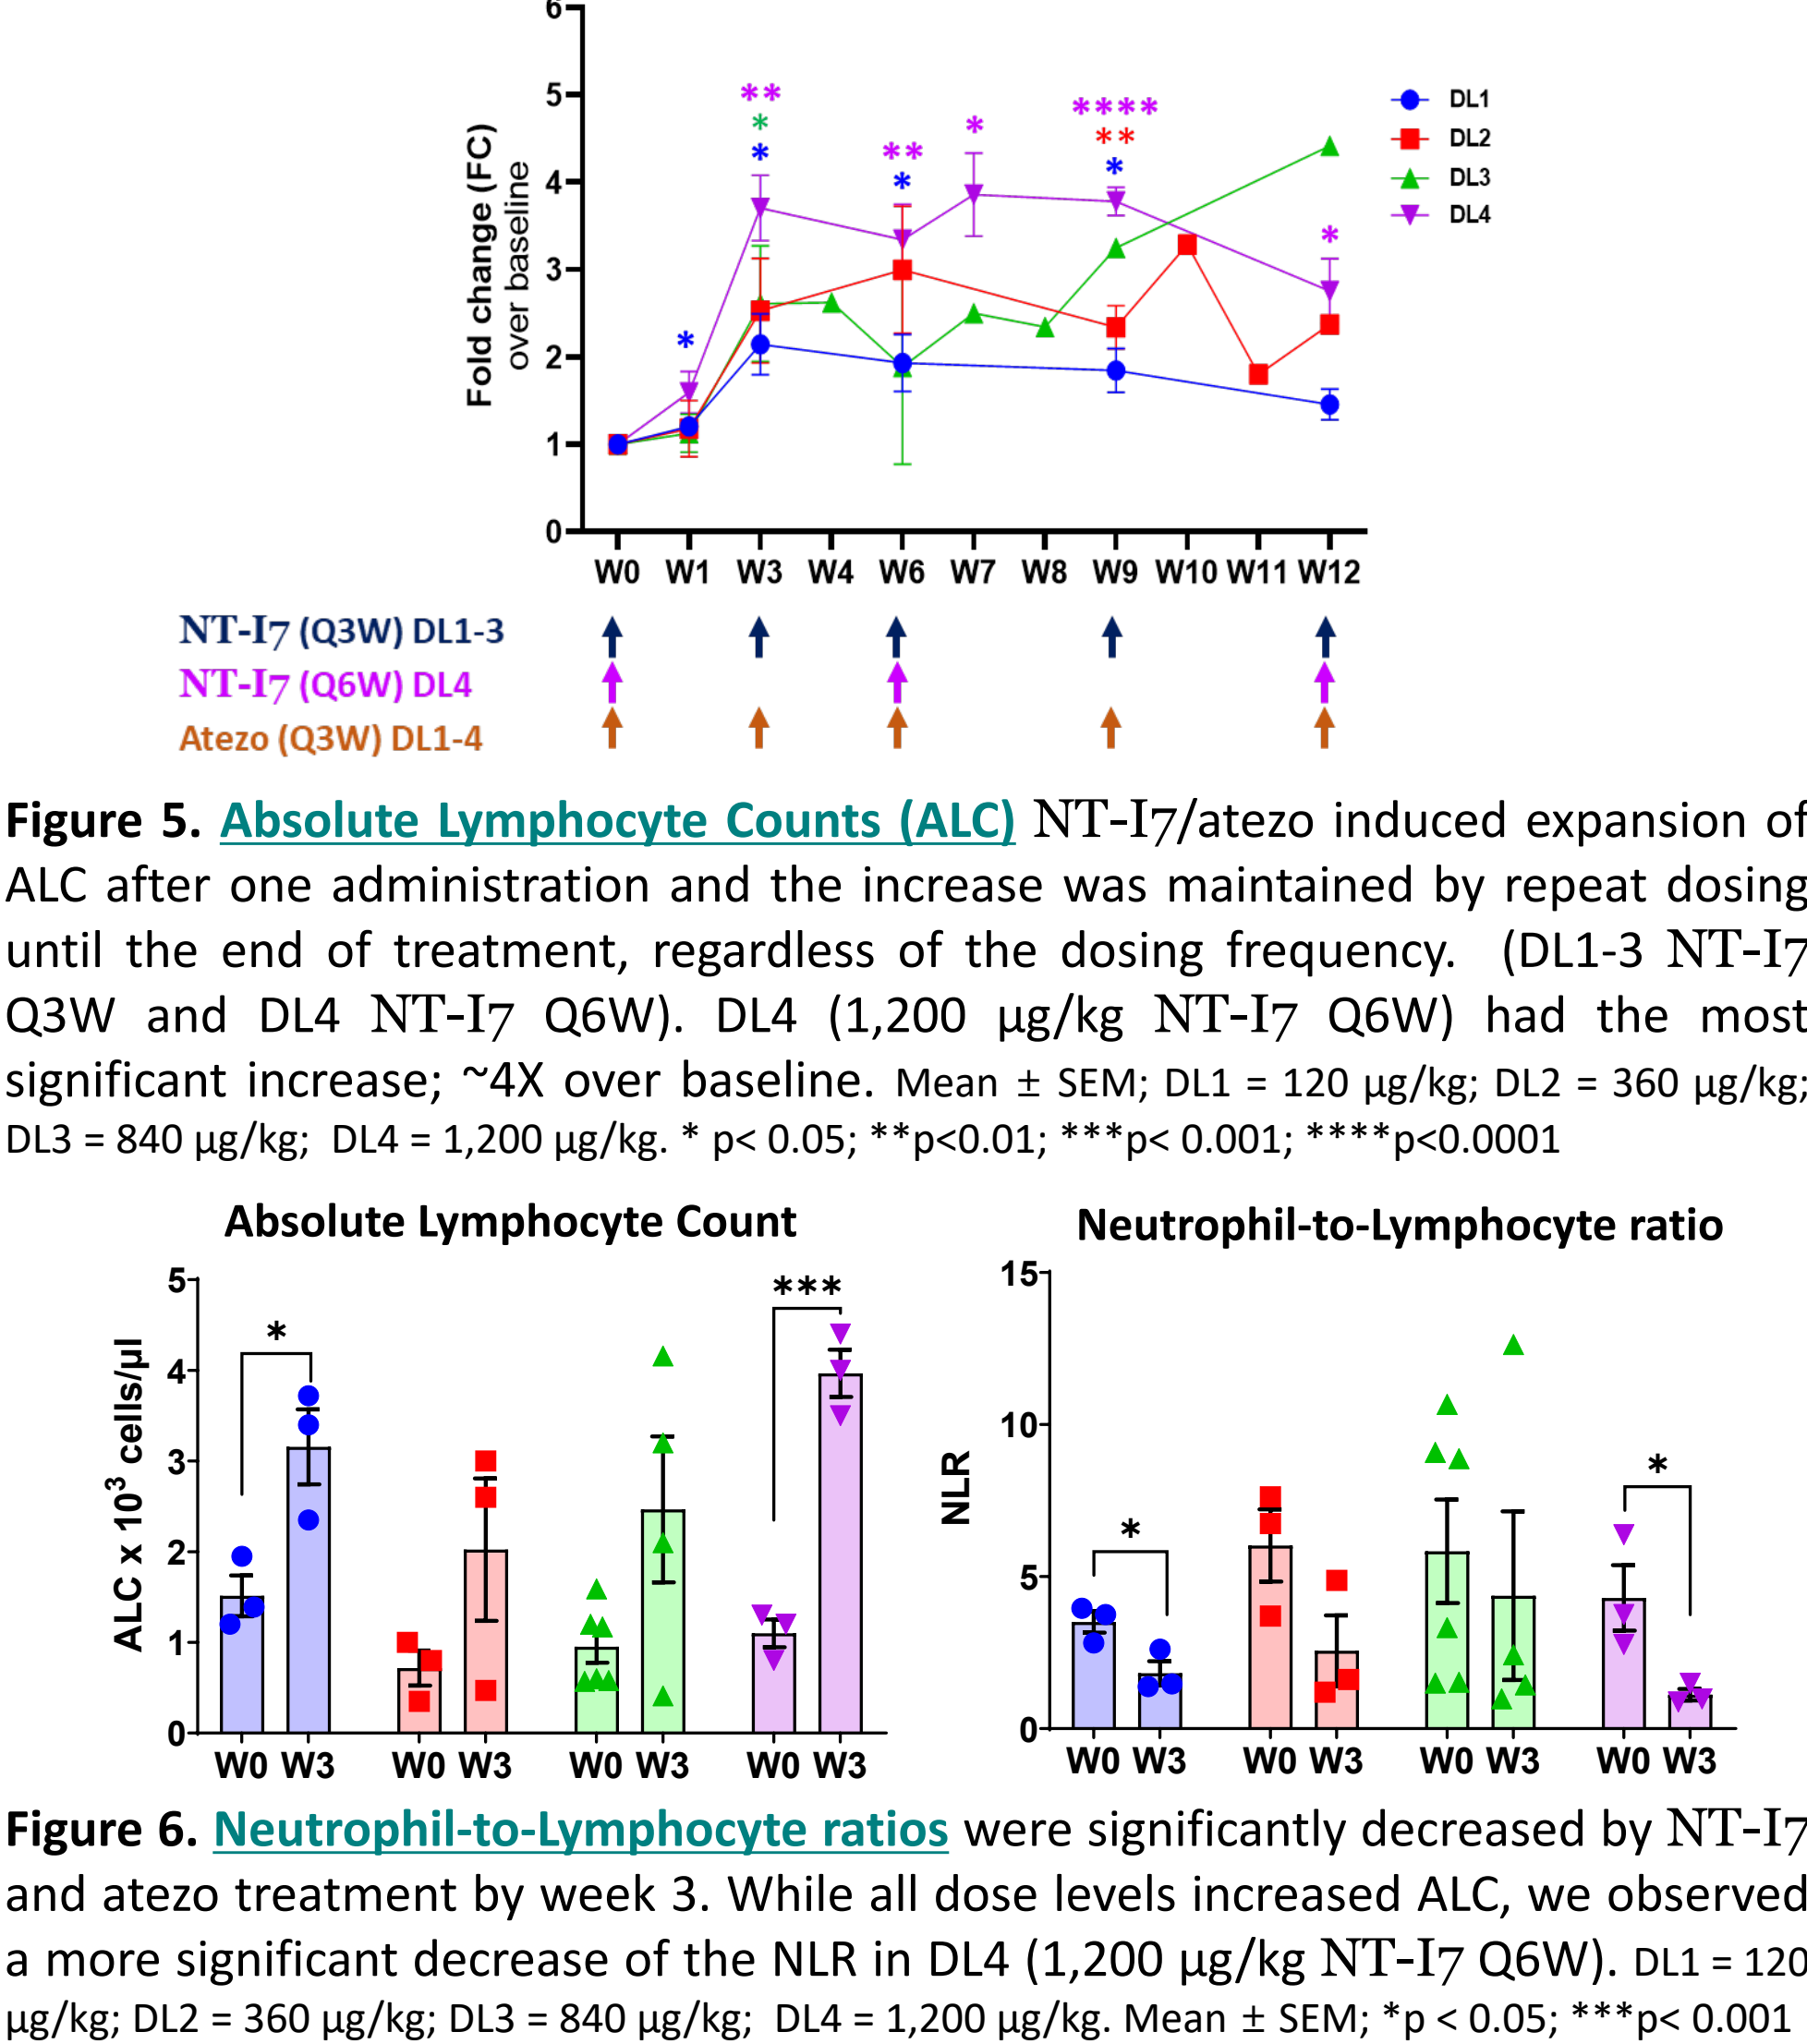 6
5
4
3
2
1
0
Fold change (FC)
over baseline
** * *
* ** * * **** ** * *
DL1
DL2
DL3
DL4
W0 W1 W3 W4 W6 W7 W8 W9 W10 W11 W12
NT-I7 (Q3W) DL1-3
NT-I7 (Q6W) DL4
Atezo (Q3W) DL1-4
Figure 5. Absolute Lymphocyte Counts (ALC) NT-I7/atezo induced expansion of
ALC after one administration and the increase was maintained by repeat dosing
until the end of treatment, regardless of the dosing frequency. (DL1-3 NT-I7
Q3W and DL4 NT-I7 Q6W). DL4 (1,200 µg/kg NT-I7 Q6W) had the most
significant increase; ~4X over baseline. Mean ± SEM; DL1 = 120 µg/kg; DL2 = 360 µg/kg;
DL3 = 840 µg/kg; DL4 = 1,200 µg/kg. * p< 0.05; **p<0.01; ***p< 0.001; ****p<0.0001
Absolute Lymphocyte Count
5
4
3
2
1
0
ALC x 10³ cells/µl
* ***
W0 W3 W0 W3 W0 W3 W0 W3
Neutrophil-to-Lymphocyte ratio
15
10
5
0
NLR
* *
W0 W3 W0 W3 W0 W3 W0 W3
Figure 6. Neutrophil-to-Lymphocyte ratios were significantly decreased by NT-I7
and atezo treatment by week 3. While all dose levels increased ALC, we observed
a more significant decrease of the NLR in DL4 (1,200 µg/kg NT-I7 Q6W). DL1 = 120
µg/kg; DL2 = 360 µg/kg; DL3 = 840 µg/kg; DL4 = 1,200 µg/kg. Mean ± SEM; *p < 0.05; ***p< 0.001